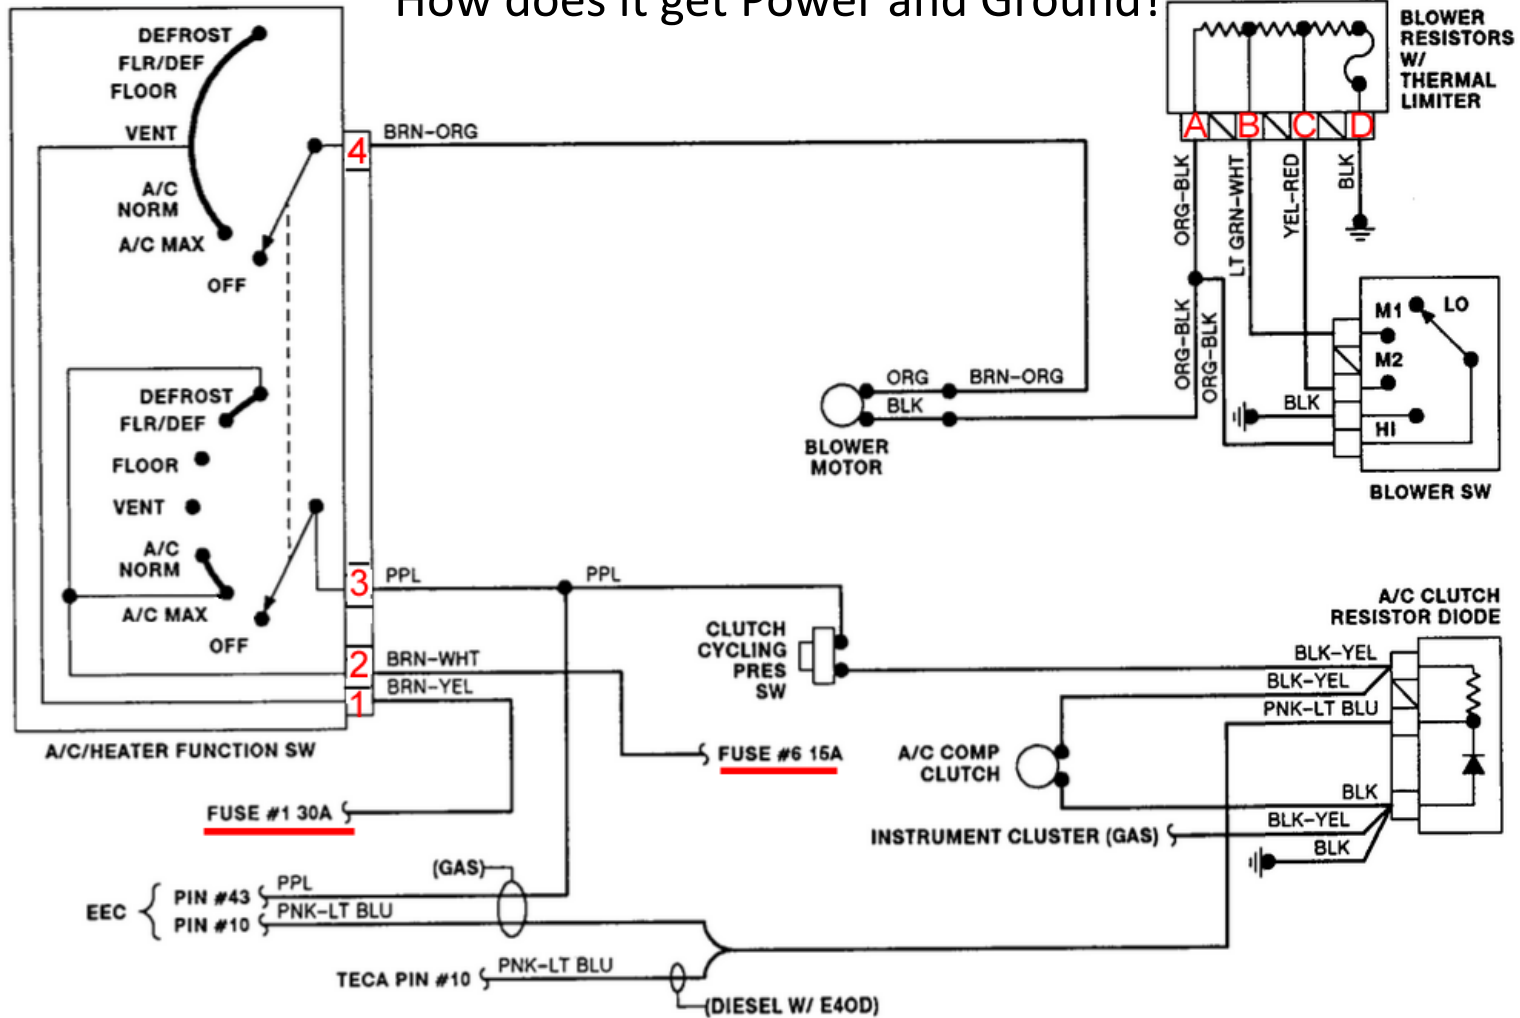 How does it get Power and Ground?
DEFROST
FLR/DEF
FLOOR
VENT
A/C
NORM
A/C MAX
OFF
4
BRN-ORG
DEFROST
FLR/DEF
FLOOR
VENT
A/C
NORM
A/C MAX
OFF
3
PPL
PPL
2
BRN-WHT
1
BRN-YEL
A/C/HEATER FUNCTION SW
FUSE #6 15A
FUSE #1 30A
BLOWER
RESISTORS
W/
THERMAL
LIMITER
A
B
C
D
ORG-BLK
LT GRN-WHT
YEL-RED
BLK
ORG-BLK
ORG-BLK
M1
LO
M2
BLK
HI
BLOWER SW
ORG
BRN-ORG
BLK
BLOWER
MOTOR
CLUTCH
CYCLING
PRES
SW
A/C CLUTCH
RESISTOR DIODE
BLK-YEL
BLK-YEL
PNK-LT BLU
A/C COMP
CLUTCH
BLK
BLK-YEL
INSTRUMENT CLUSTER (GAS)
BLK
(GAS)
EEC
PIN #43
PPL
PIN #10
PNK-LT BLU
TECA PIN #10
PNK-LT BLU
(DIESEL W/ E4OD)